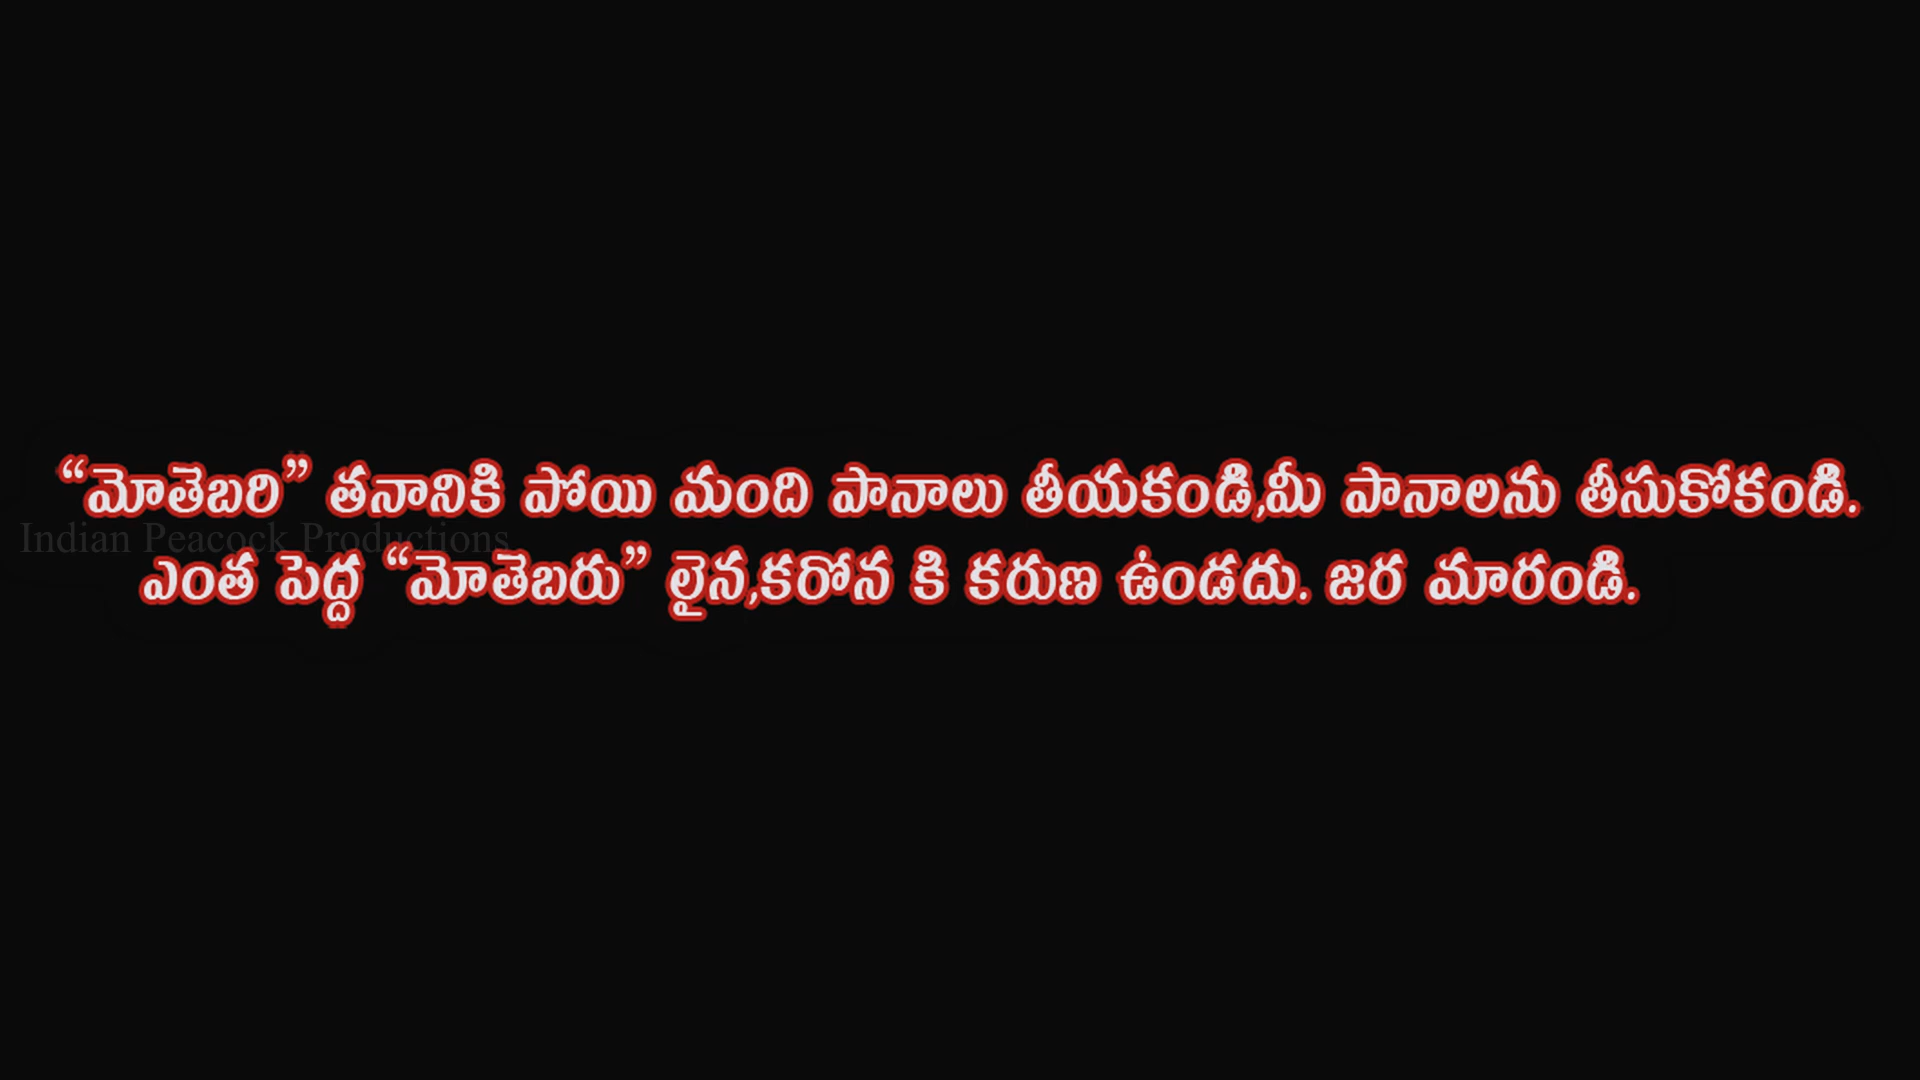 “మోతెబరి” తనానికి పోయి మంది పానాలు తీయకండి,మీ పానాలను తీసుకోకండి.
Indian Peacock Productions
ఎంత పెద్ద “మోతెబరు” లైన,కరోన కి కరుణ ఉండదు. జర మారండి.